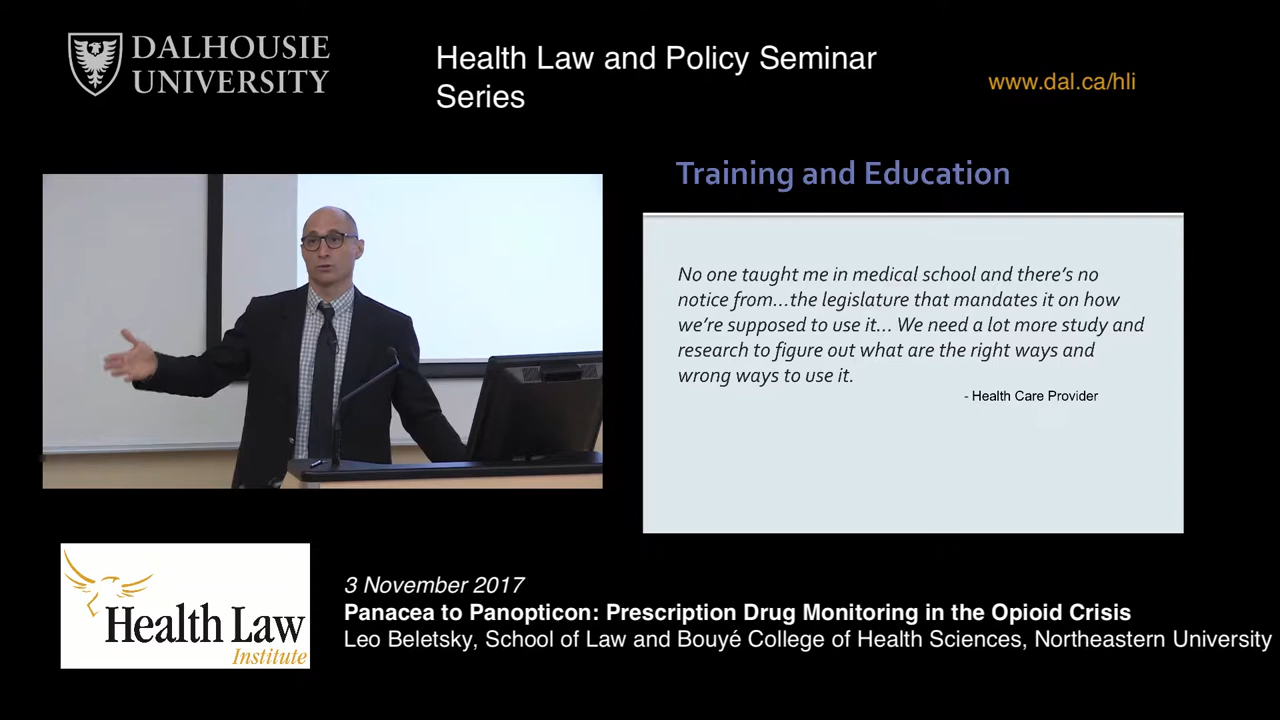 DALHOUSIE
UNIVERSITY
Health Law and Policy Seminar
Series
www.dal.ca/hli
Training and Education
No one taught me in medical school and there's no
notice from...the legislature that mandates it on how
we're supposed to use it... We need a lot more study and
research to figure out what are the right ways and
wrong ways to use it.
- Health Care Provider
Health Law
Institute
3 November 2017
Panacea to Panopticon: Prescription Drug Monitoring in the Opioid Crisis
Leo Beletsky, School of Law and Bouyé College of Health Sciences, Northeastern University